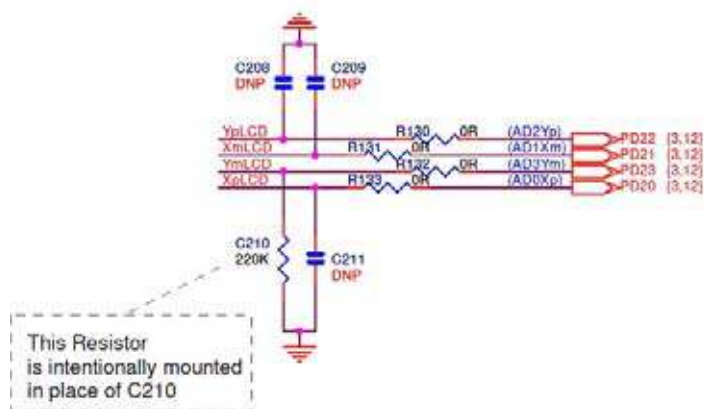 C208
DNP
C209
DNP
YpLCD R130 0R (AD2Yp) PD22 (3,12)
XmLCD R131 0R (AD1Xm) PD21 (3,12)
YmLCD R132 0R (AD3Ym) PD23 (3,12)
XpLCD R133 0R (AD0Xp) PD20 (3,12)
C210
220K
C211
DNP
This Resistor
is intentionally mounted
in place of C210